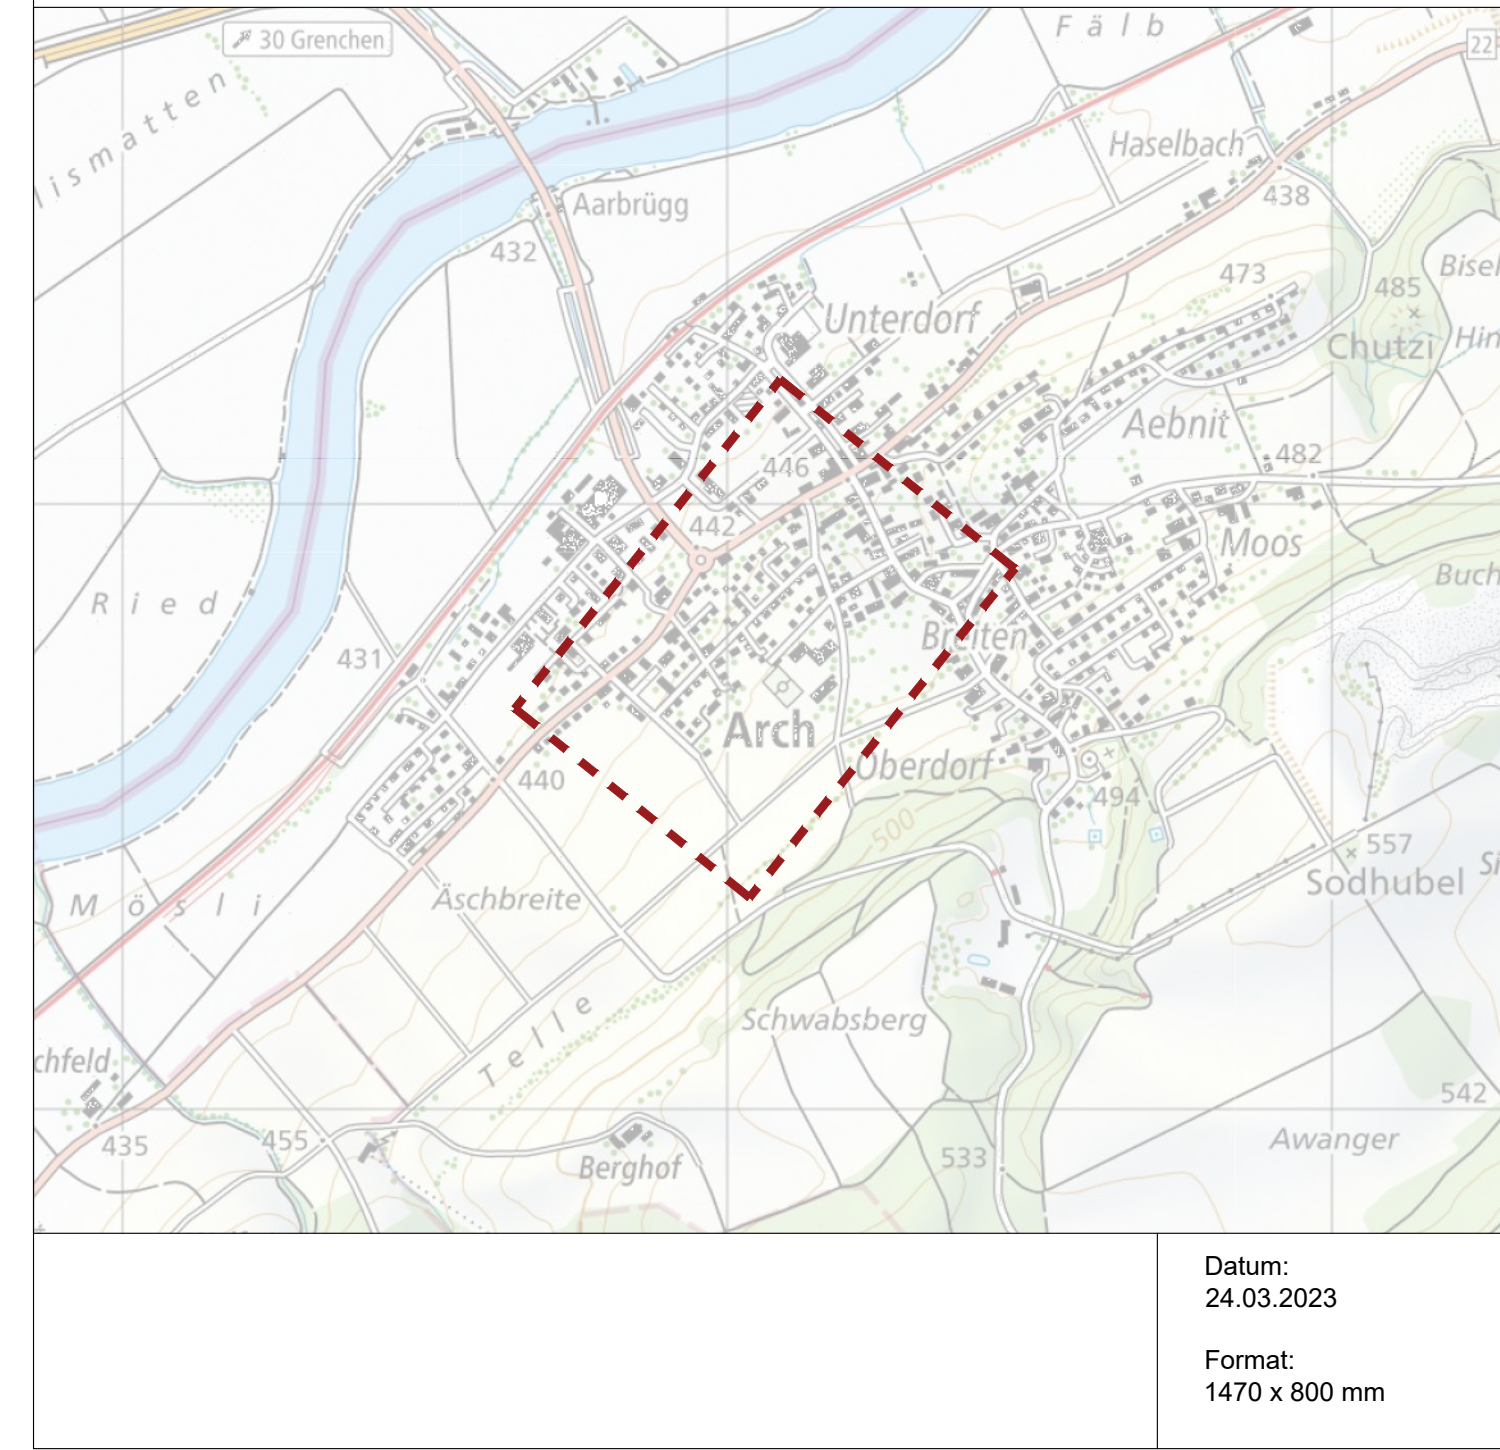 30 Grenchen
Fälb
22
lismatten
Haselbach
438
Aarbrügg
432
473
485
Bisel
Unterdorf
Chutzi
Hin
Aebnit
446
482
442
Moos
Ried
Buch
431
Breiten
Arch
440
Oberdorf
494
500
557
Sodhubel
Mösli
Äschbreite
Telle
Schwabsberg
chfeld
542
435
455
Berghof
533
Awanger
Datum:
24.03.2023
Format:
1470 x 800 mm